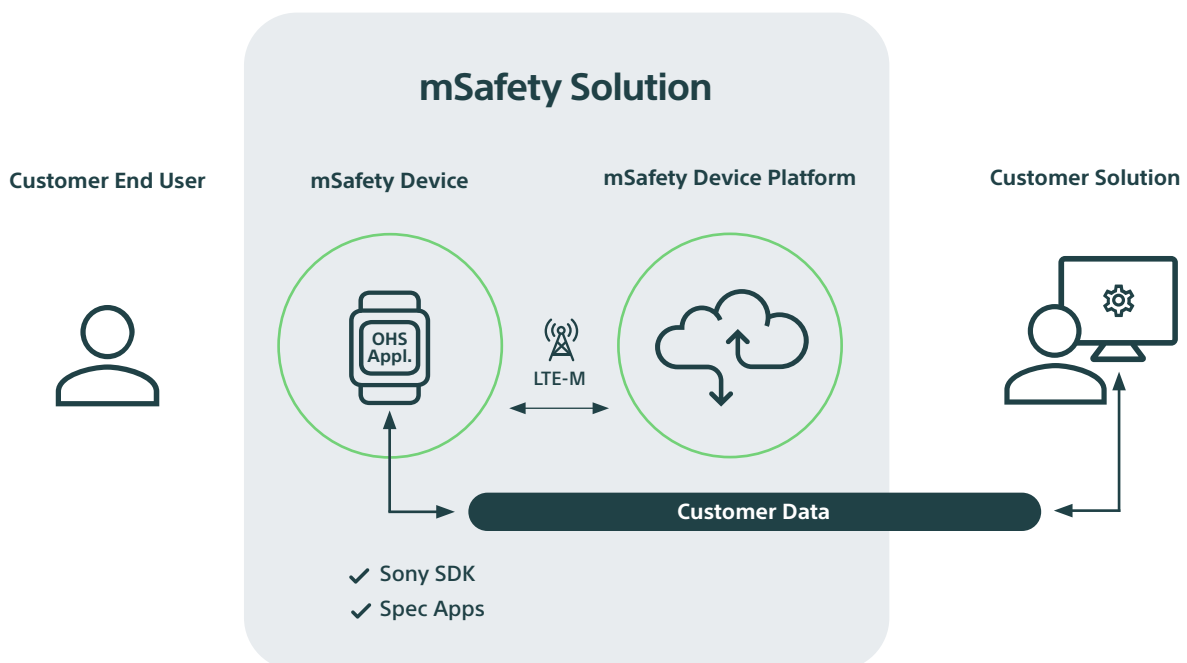 mSafety Solution
Customer End User
mSafety Device
mSafety Device Platform
Customer Solution
OHS
Appl.
LTE-M
Customer Data
Sony SDK
Spec Apps